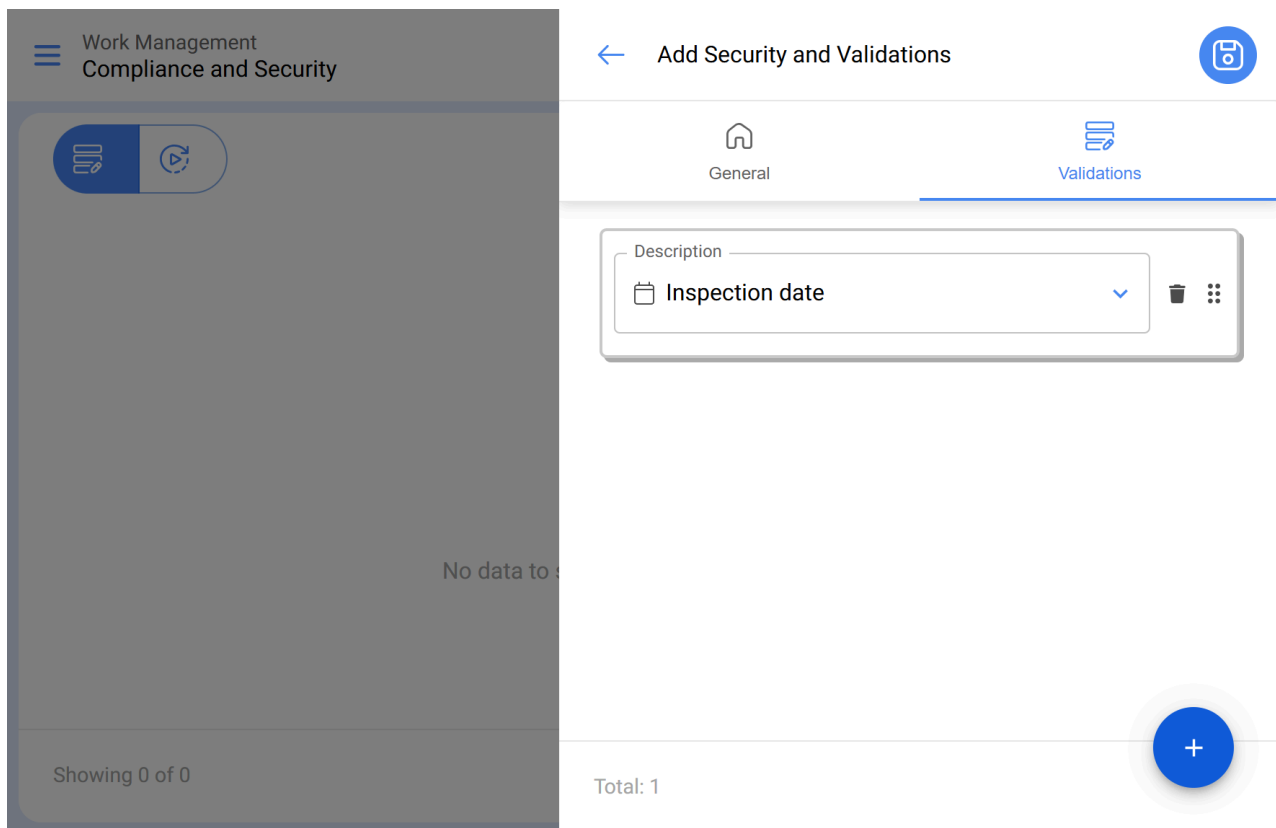 Work Management
Compliance and Security
No data to
Showing 0 of 0
Add Security and Validations
General
Validations
Description
Inspection date
Total: 1